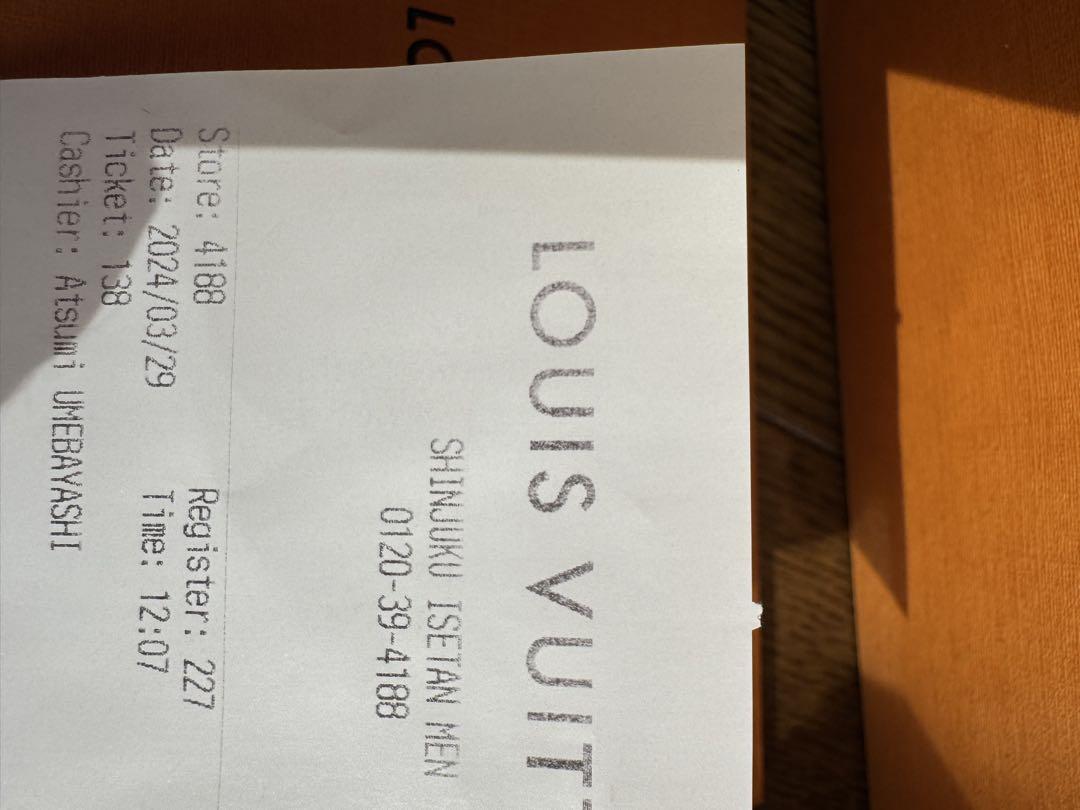 LO
LOUIS VUIT
SHINJUKU ISETAN MEN
0120-39-4188
Store: 4188 Register: 227
Date: 2024/03/29 Time: 12:07
Ticket: 138
Cashier: Atsumi UMEBAYASHI